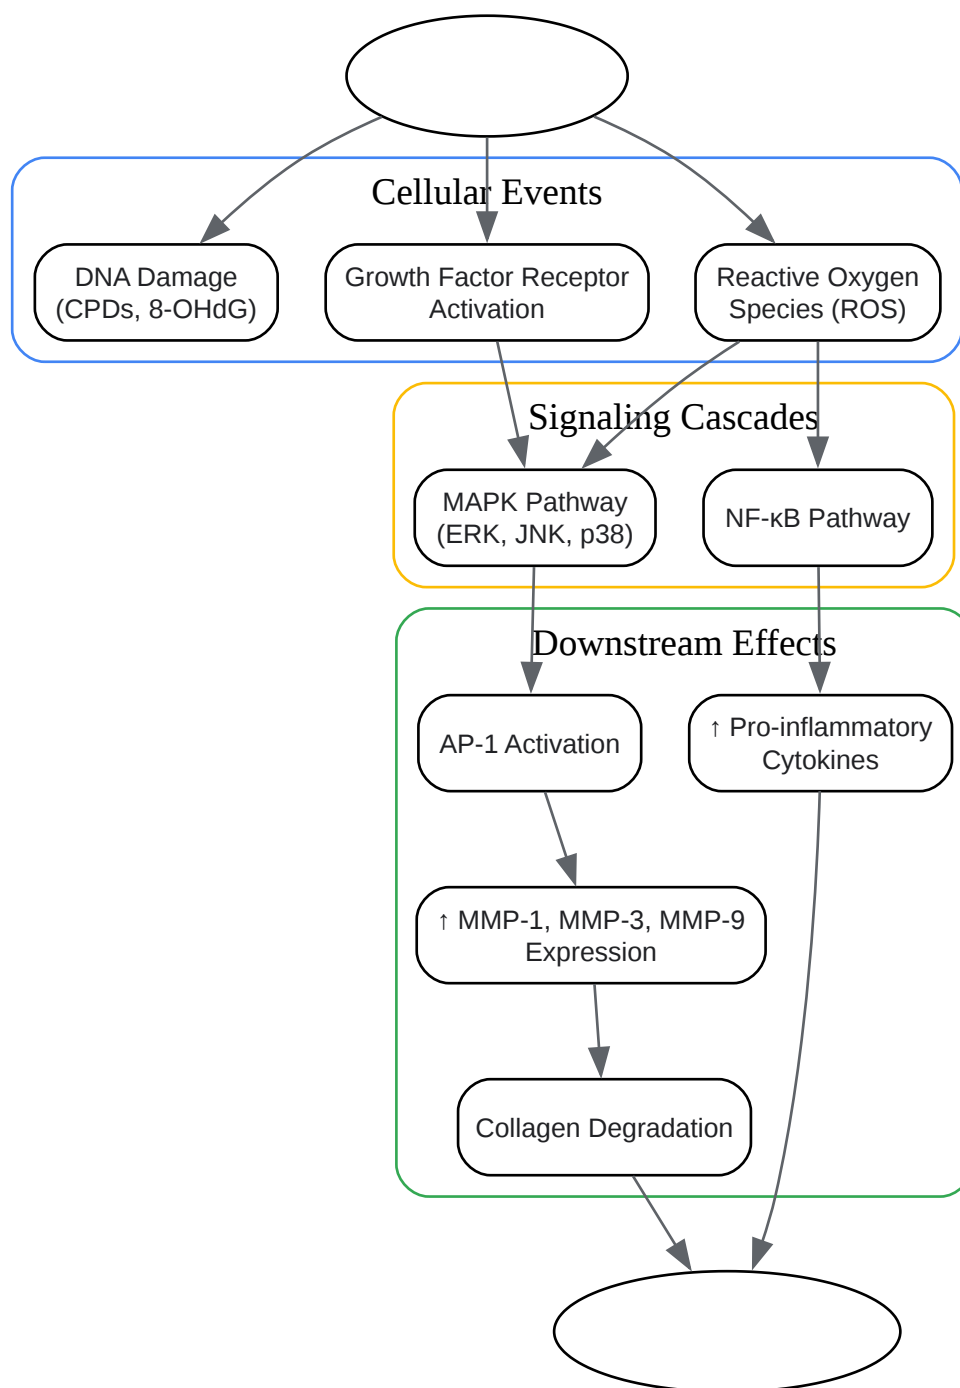 Cellular Events
DNA Damage
(CPDs, 8-OHdG)
Growth Factor Receptor
Activation
Reactive Oxygen
Species (ROS)
Signaling Cascades
MAPK Pathway
(ERK, JNK, p38)
NF-κB Pathway
Downstream Effects
AP-1 Activation
↑ Pro-inflammatory
Cytokines
↑ MMP-1, MMP-3, MMP-9
Expression
Collagen Degradation